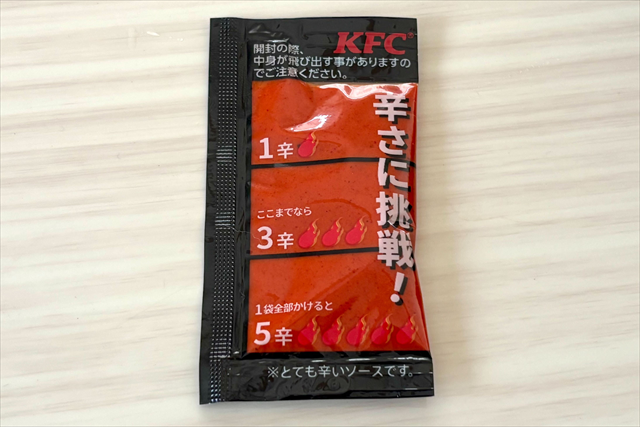 KFC
開封の際、
中身が飛び出す事がありますの
でご注意ください。
辛さに挑戦!
1辛
ここまでなら
3辛
1袋全部かけると
5辛
※とても辛いソースです。